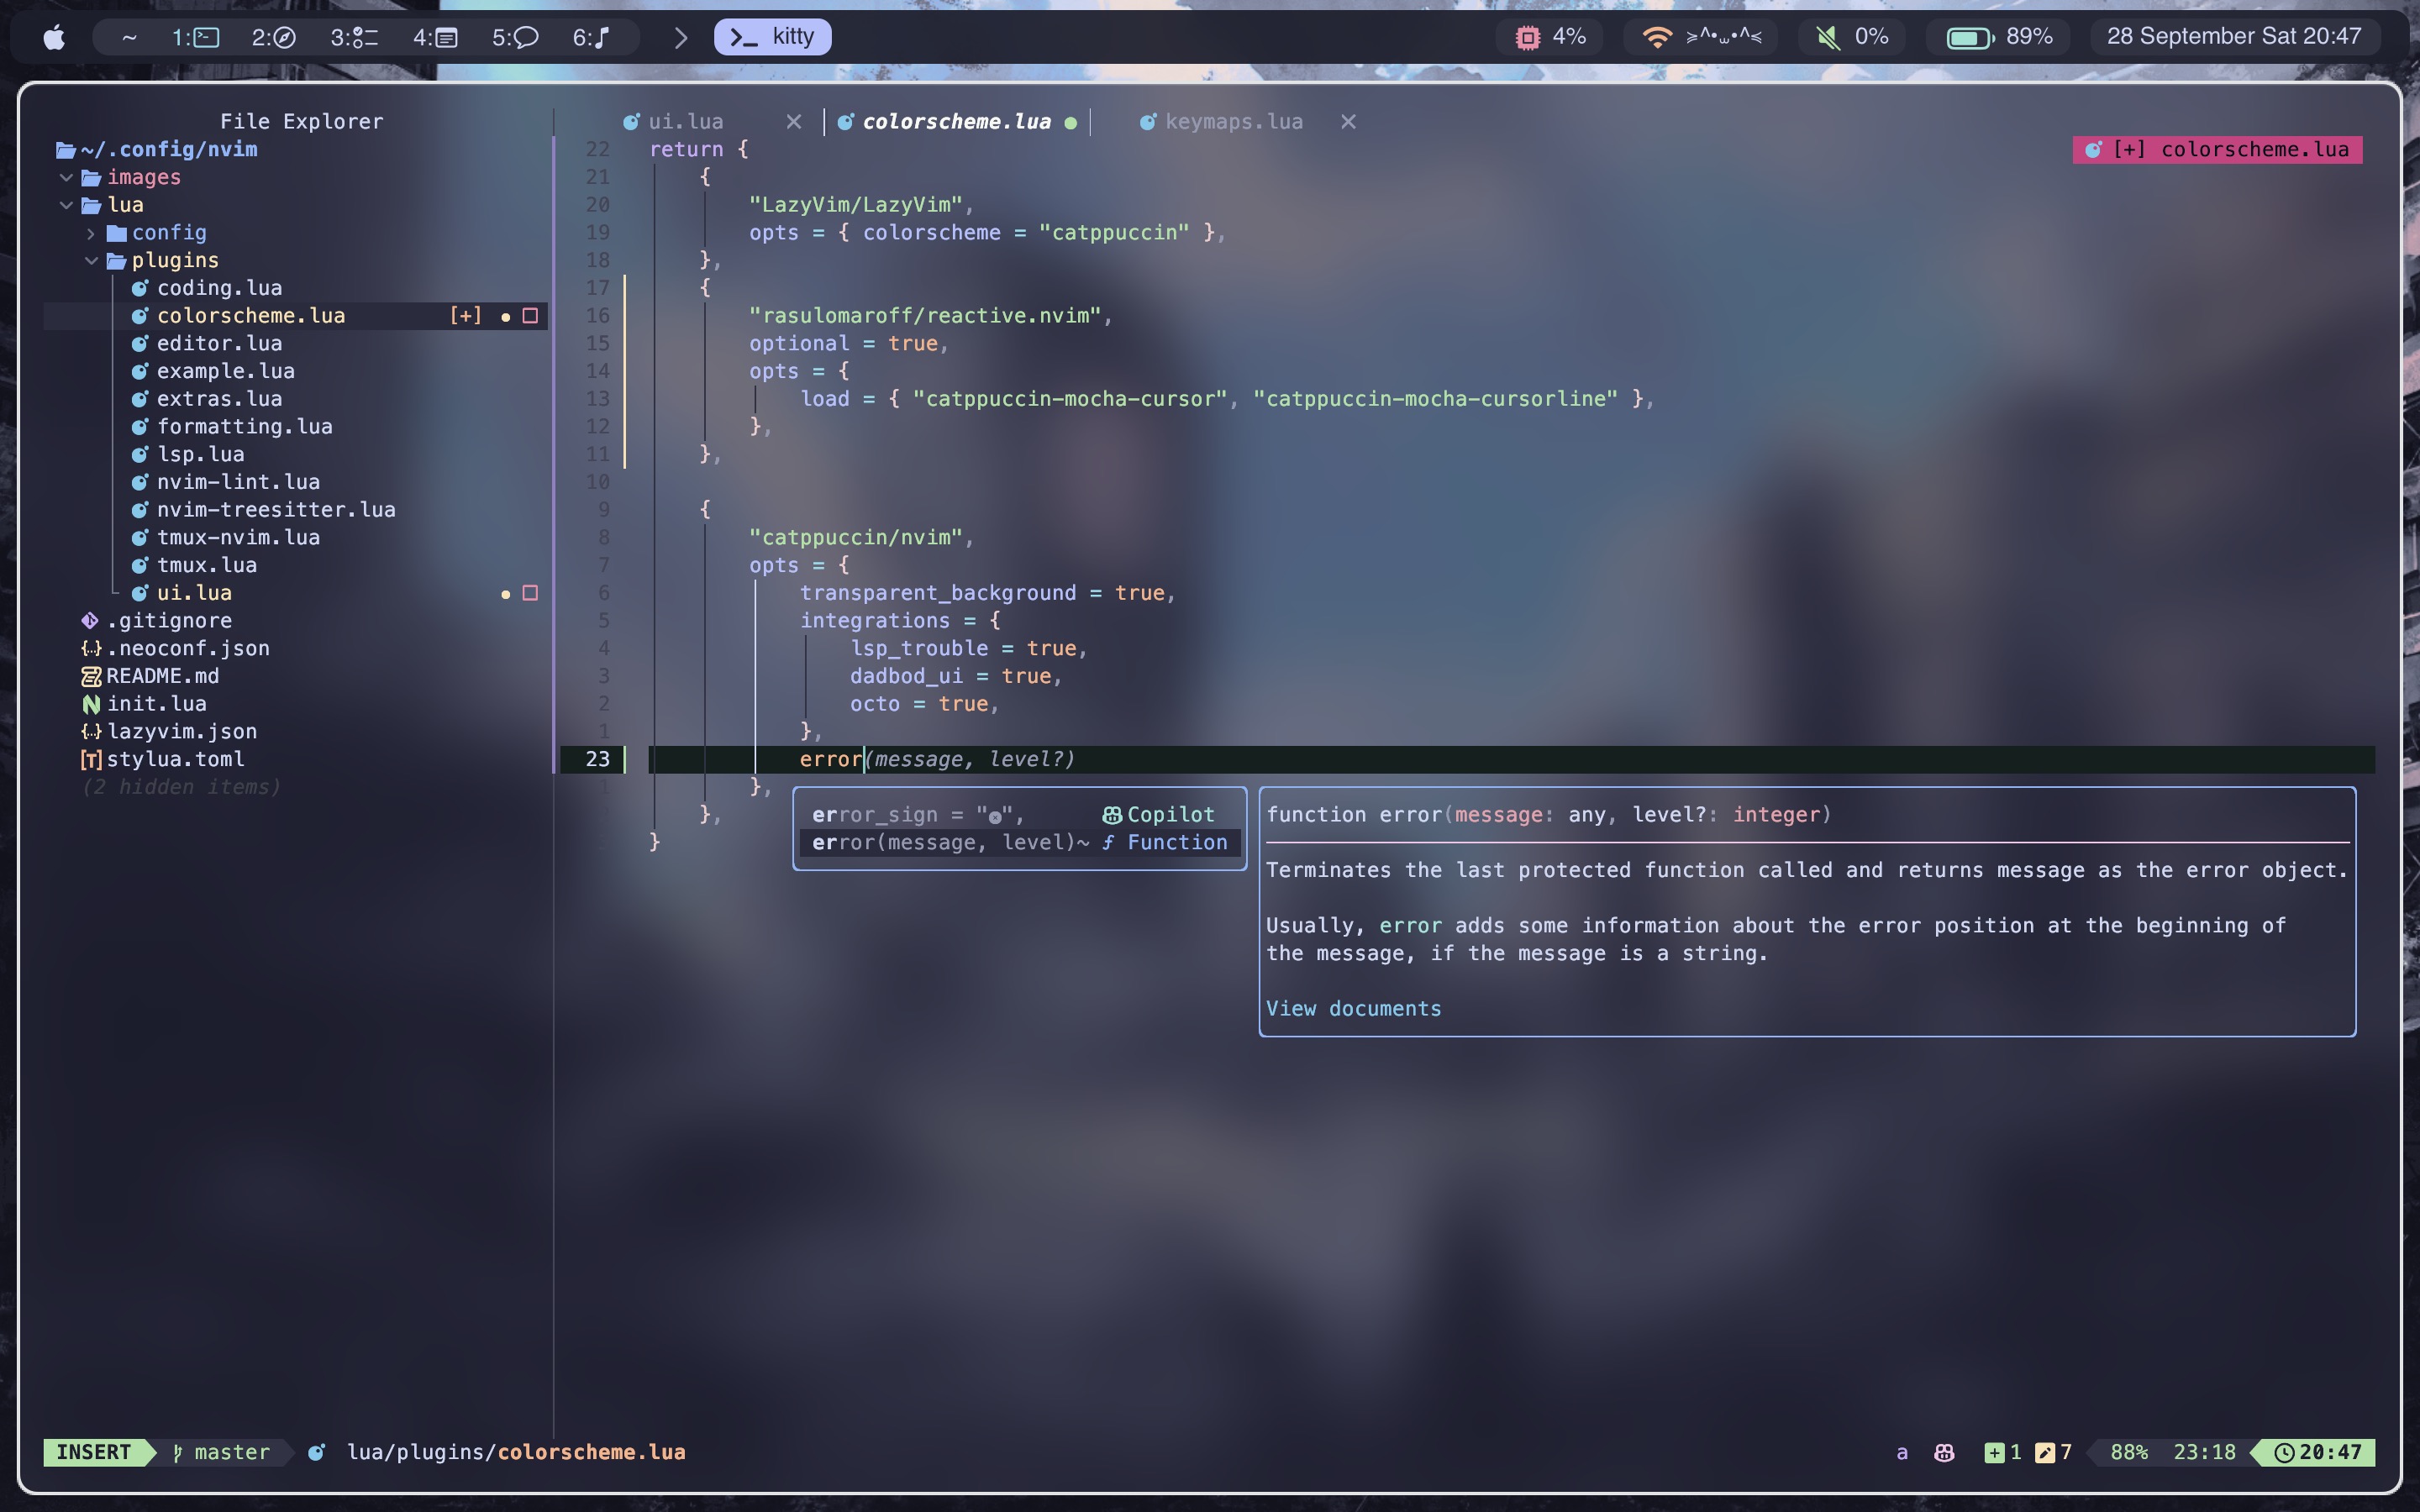 ~ 1: 2: 3: 4: 5: 6: kitty 4% ≽^•⩊•^≼ 0% 89% 28 September Sat 20:47
File Explorer
~/.config/nvim
images
lua
config
plugins
coding.lua
colorscheme.lua [+]
editor.lua
example.lua
extras.lua
formatting.lua
lsp.lua
nvim-lint.lua
nvim-treesitter.lua
tmux-nvim.lua
tmux.lua
ui.lua
.gitignore
.neoconf.json
README.md
init.lua
lazyvim.json
stylua.toml
(2 hidden items)
ui.lua colorscheme.lua keymaps.lua
[+] colorscheme.lua
22 return {
21 {
20 "LazyVim/LazyVim",
19 opts = { colorscheme = "catppuccin" },
18 },
17 {
16 "rasulomaroff/reactive.nvim",
15 optional = true,
14 opts = {
13 load = { "catppuccin-mocha-cursor", "catppuccin-mocha-cursorline" },
12 },
11 },
10
9 {
8 "catppuccin/nvim",
7 opts = {
6 transparent_background = true,
5 integrations = {
4 lsp_trouble = true,
3 dadbod_ui = true,
2 octo = true,
1 },
23 error(message, level?)
1 },
},
}
error_sign = "", Copilot
error(message, level)~ ƒ Function
function error(message: any, level?: integer)
Terminates the last protected function called and returns message as the error object.
Usually, error adds some information about the error position at the beginning of
the message, if the message is a string.
View documents
INSERT master lua/plugins/colorscheme.lua a 1 7 88% 23:18 20:47